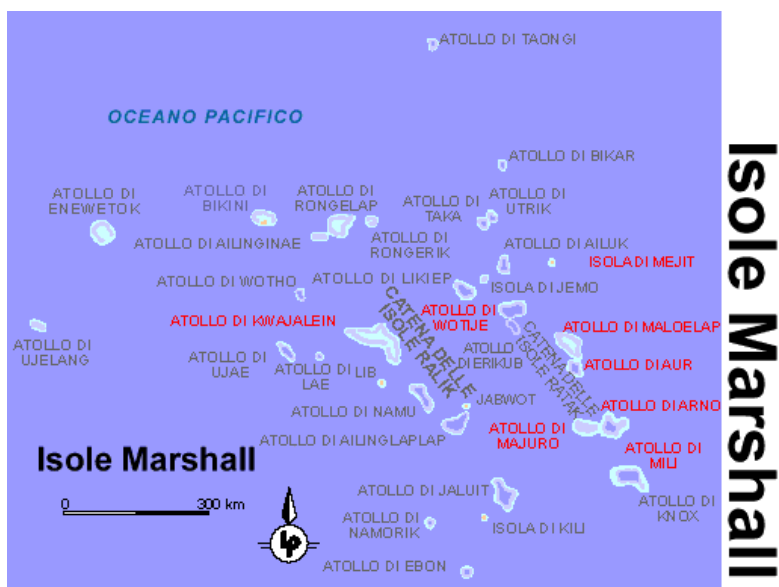 ATOLLO DI TAONGI
OCEANO PACIFICO
ATOLLO DI BIKAR
ATOLLO DI
ENEWETOK
ATOLLO DI
BIKINI
ATOLLO DI
RONGELAP
ATOLLO DI
TAKA
ATOLLO DI
UTRIK
ATOLLO DI AILINGINAE
ATOLLO DI
RONGERIK
ATOLLO DI AILUK
ISOLA DI MEJIT
ATOLLO DI WOTHO
ATOLLO DI LIKIEP
ISOLA DI JEMO
ATOLLO DI KWAJALEIN
CATENA DELLE
ISOLE RALIK
ATOLLO DI
WOTIJE
CATENA DELLE
ISOLE RATAK
ATOLLO DI MALOELAP
ATOLLO DI
UJELANG
ATOLLO DI
UJAE
ATOLLO DI
LAE
LIB
ATOLLO
DI ERIKUB
ATOLLO DI AUR
ATOLLO DI NAMU
JABWOT
ATOLLO DI ARNO
ATOLLO DI AILINGLAPLAP
ATOLLO DI
MAJURO
ATOLLO DI
MILI
Isole Marshall
0 300 km
ATOLLO DI JALUIT
ATOLLO DI
KNOX
ATOLLO DI
NAMORIK
ISOLA DI KILI
ATOLLO DI EBON
lp
Isole Marshall